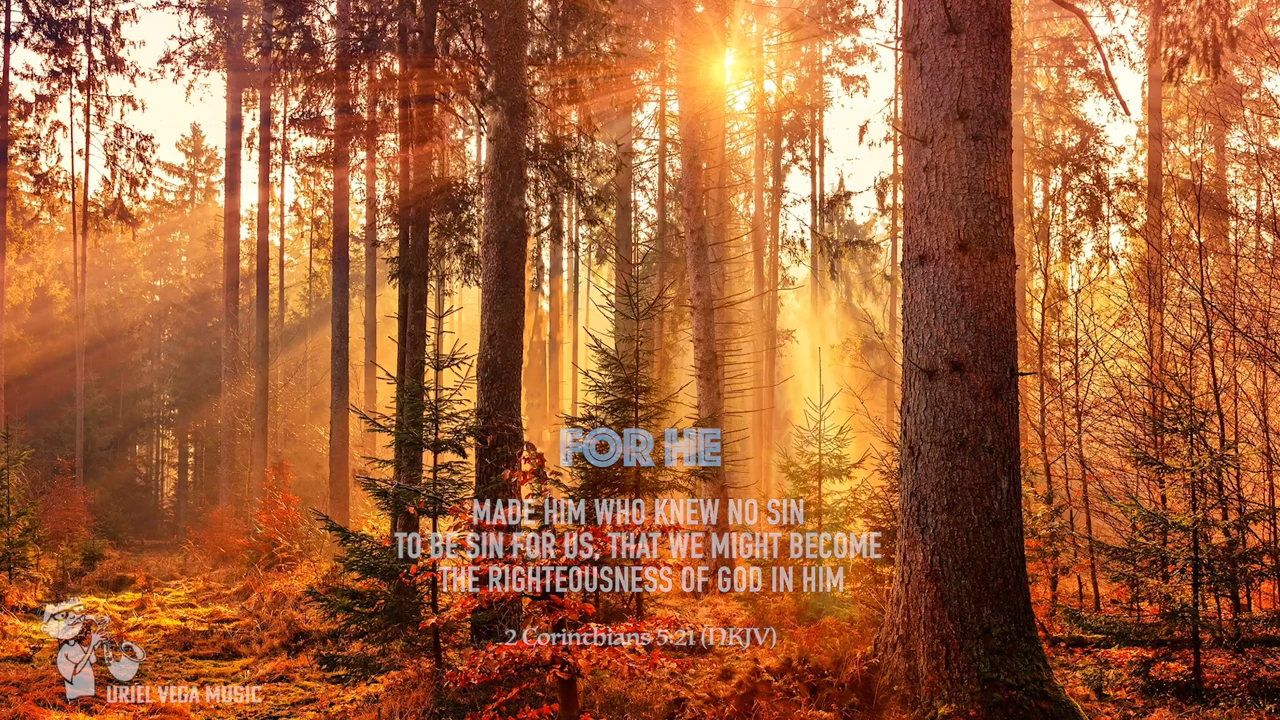 FOR HE
MADE HIM WHO KNEW NO SIN
TO BE SIN FOR US, THAT WE MIGHT BECOME
THE RIGHTEOUSNESS OF GOD IN HIM
2 Corinthians 5:21 (NKJV)
URIEL VEGA MUSIC